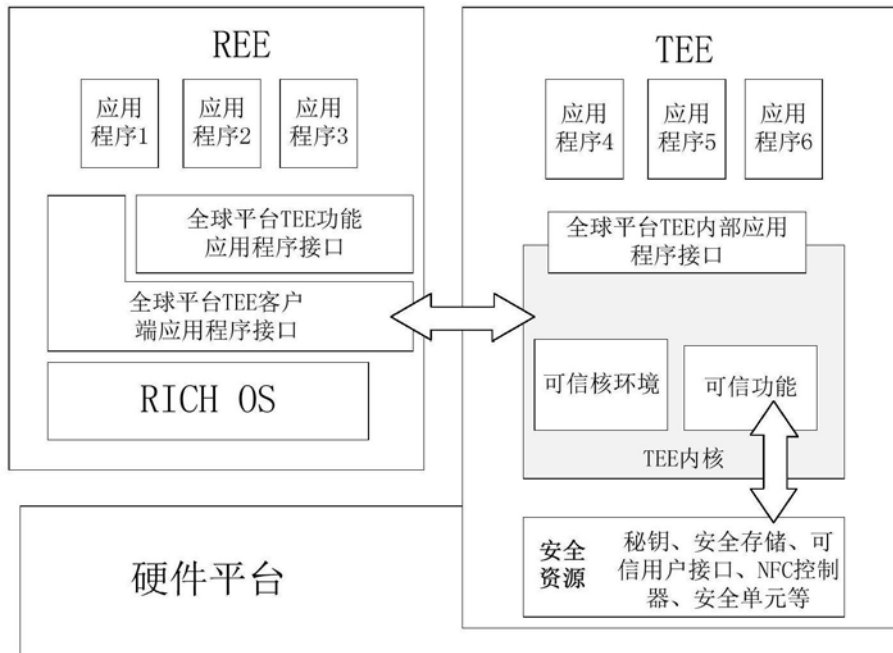 REE
应用
程序1
应用
程序2
应用
程序3
全球平台TEE功能
应用程序接口
全球平台TEE客户
端应用程序接口
RICH OS
TEE
应用
程序4
应用
程序5
应用
程序6
全球平台TEE内部应用
程序接口
可信核环境
可信功能
TEE内核
安全
资源
秘钥、安全存储、可
信用户接口、NFC控制
器、安全单元等
硬件平台